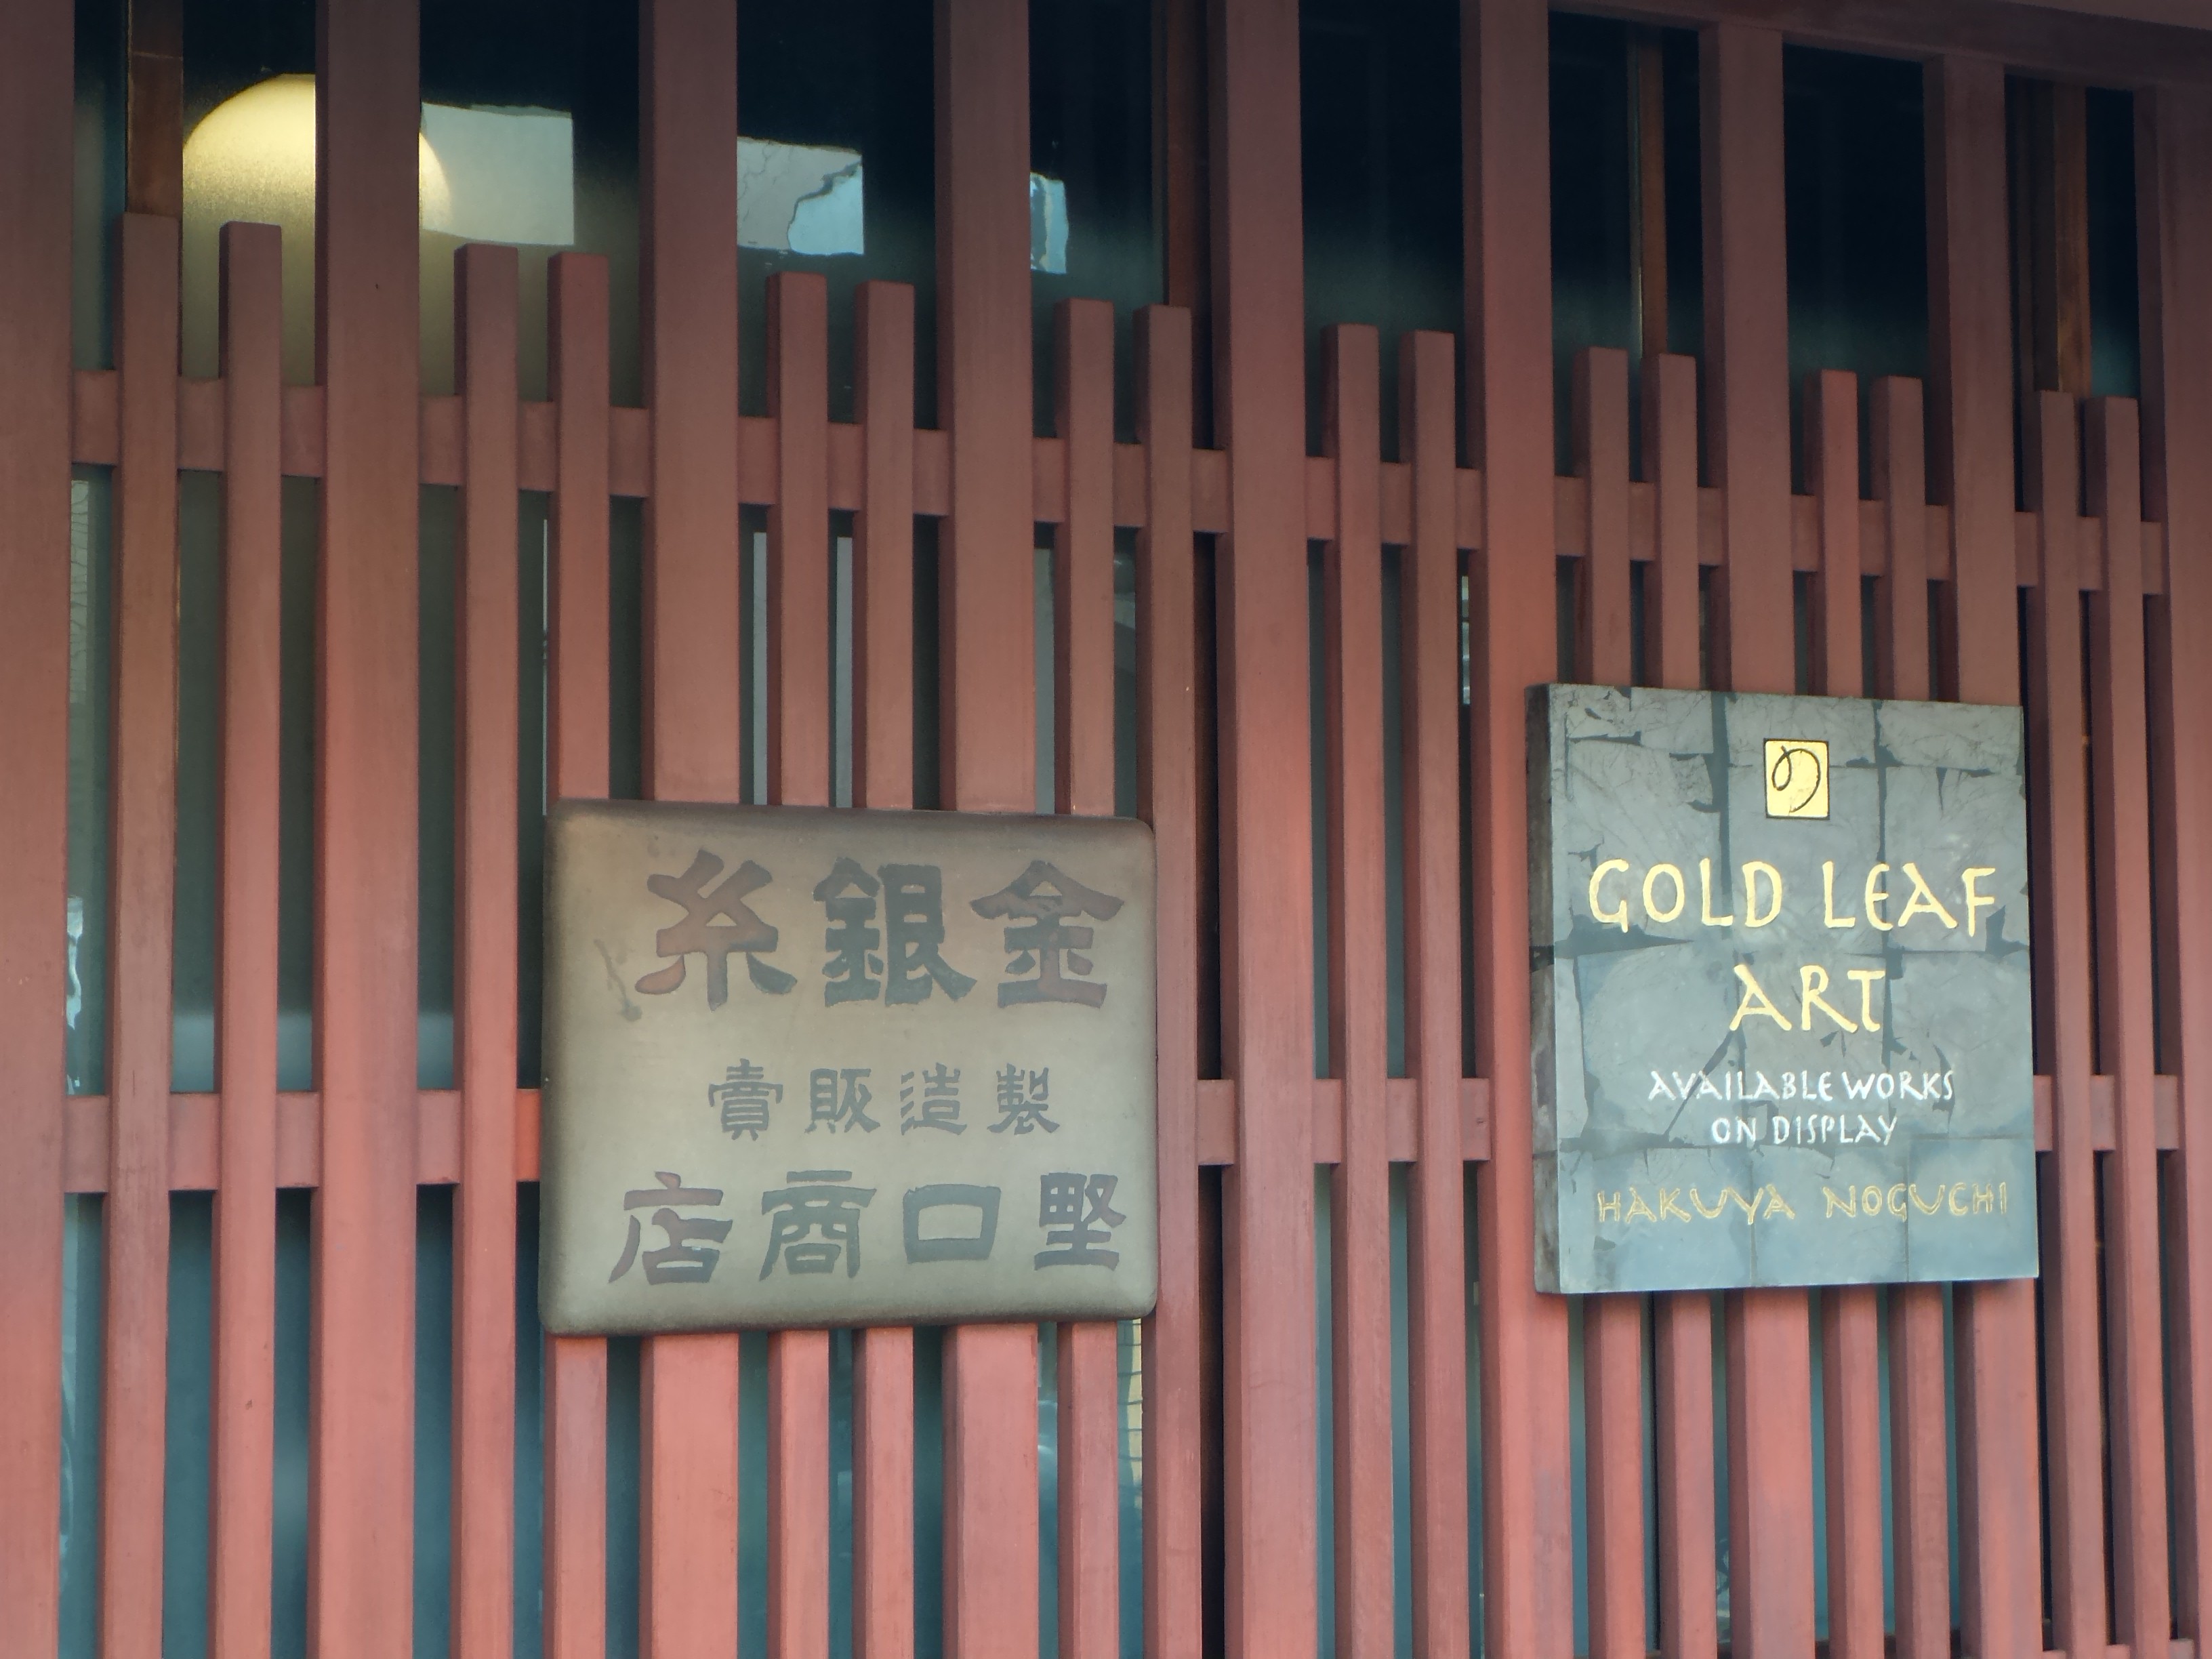 金銀糸
製造販賣
墅口商店
の
GOLD LEAF
ART
AVAILABLE WORKS
ON DISPLAY
HAKUYA NOGUCHI